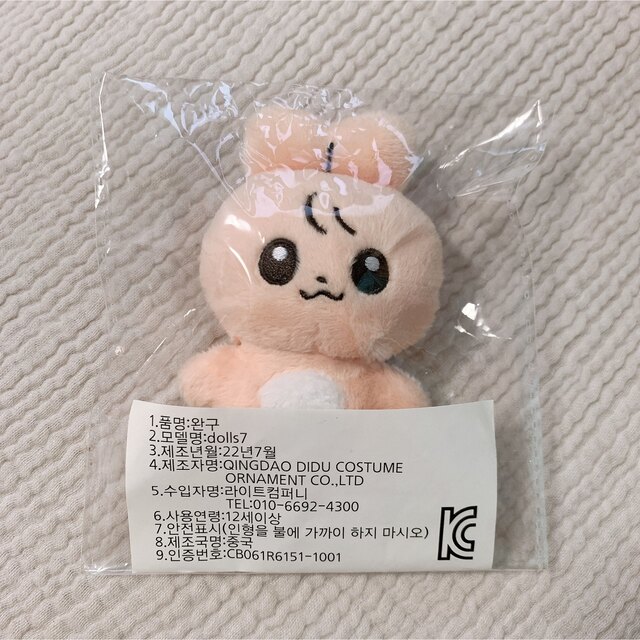 1.품명:완구
2.모델명:dolls7
3.제조년월:22년7월
4.제조자명:QINGDAO DIDU COSTUME
ORNAMENT CO.,LTD
5.수입자명:라이트컴퍼니
TEL:010-6692-4300
6.사용연령:12세이상
7.안전표시(인형을 불에 가까이 하지 마시오)
8.제조국명:중국
9.인증번호:CB061R6151-1001
KC